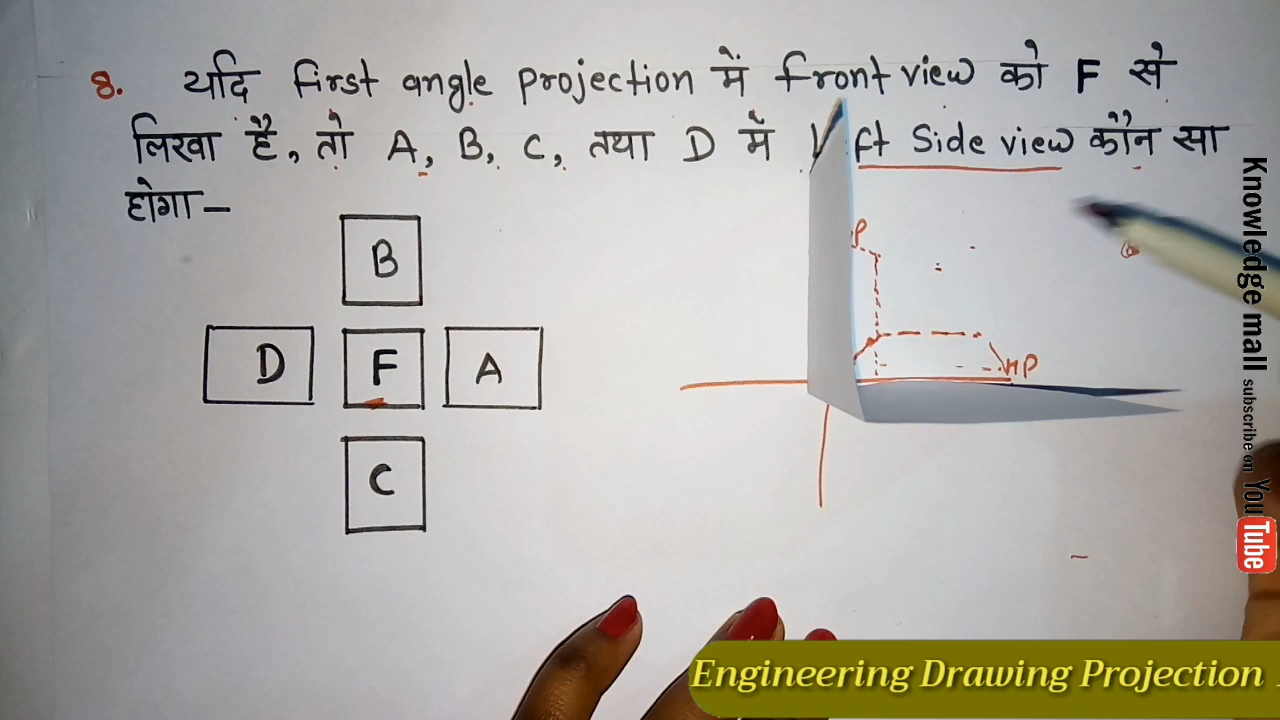 8. यदि first angle projection में front view को F से
लिखा है, तो A, B, C, तथा D में ft Side view कौन सा
होगा -
B
D F A
C
P
HP
Knowledge mall subscribe on YouTube
Engineering Drawing Projection